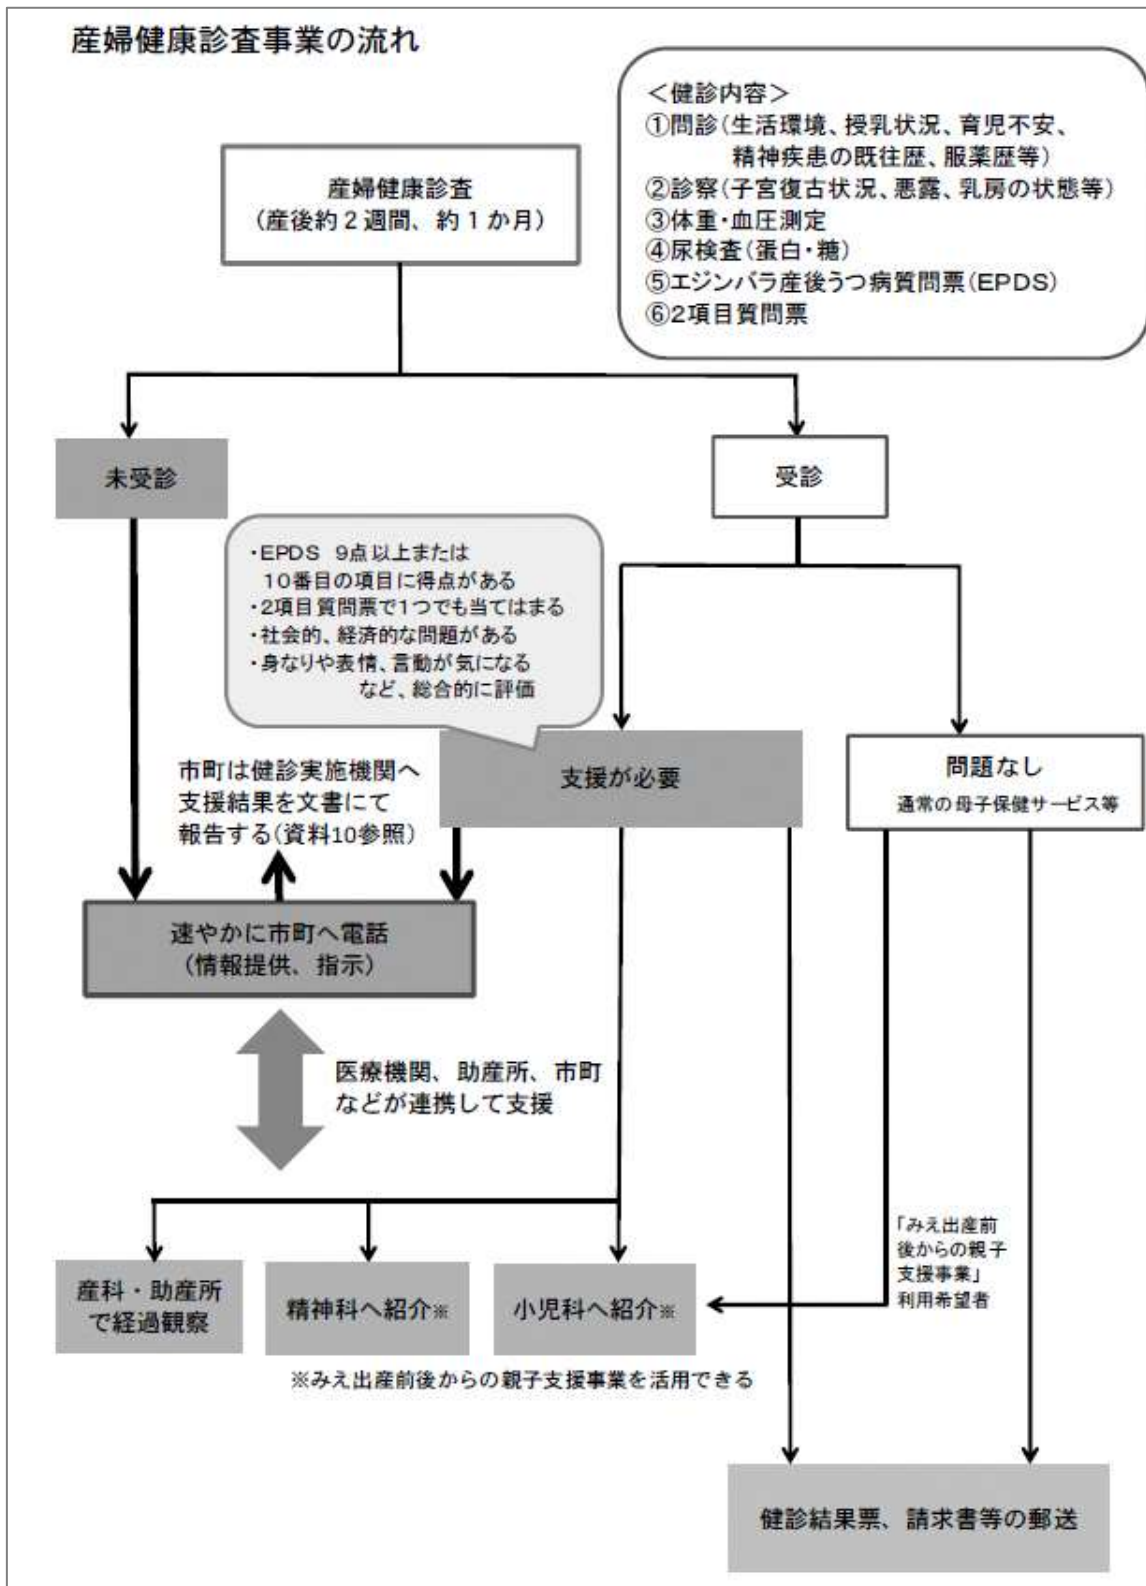 産婦健康診査事業の流れ
＜健診内容＞
①問診（生活環境、授乳状況、育児不安、
精神疾患の既往歴、服薬歴等）
②診察（子宮復古状況、悪露、乳房の状態等）
③体重・血圧測定
④尿検査（蛋白・糖）
⑤エジンバラ産後うつ病質問票（EPDS）
⑥2項目質問票
産婦健康診査
（産後約２週間、約１か月）
未受診
受診
・EPDS 9点以上または
10番目の項目に得点がある
・2項目質問票で1つでも当てはまる
・社会的、経済的な問題がある
・身なりや表情、言動が気になる
など、総合的に評価
支援が必要
問題なし
通常の母子保健サービス等
市町は健診実施機関へ
支援結果を文書にて
報告する（資料10参照）
速やかに市町へ電話
（情報提供、指示）
医療機関、助産所、市町
などが連携して支援
「みえ出産前
後からの親子
支援事業」
利用希望者
産科・助産所
で経過観察
精神科へ紹介※
小児科へ紹介※
※みえ出産前後からの親子支援事業を活用できる
健診結果票、請求書等の郵送